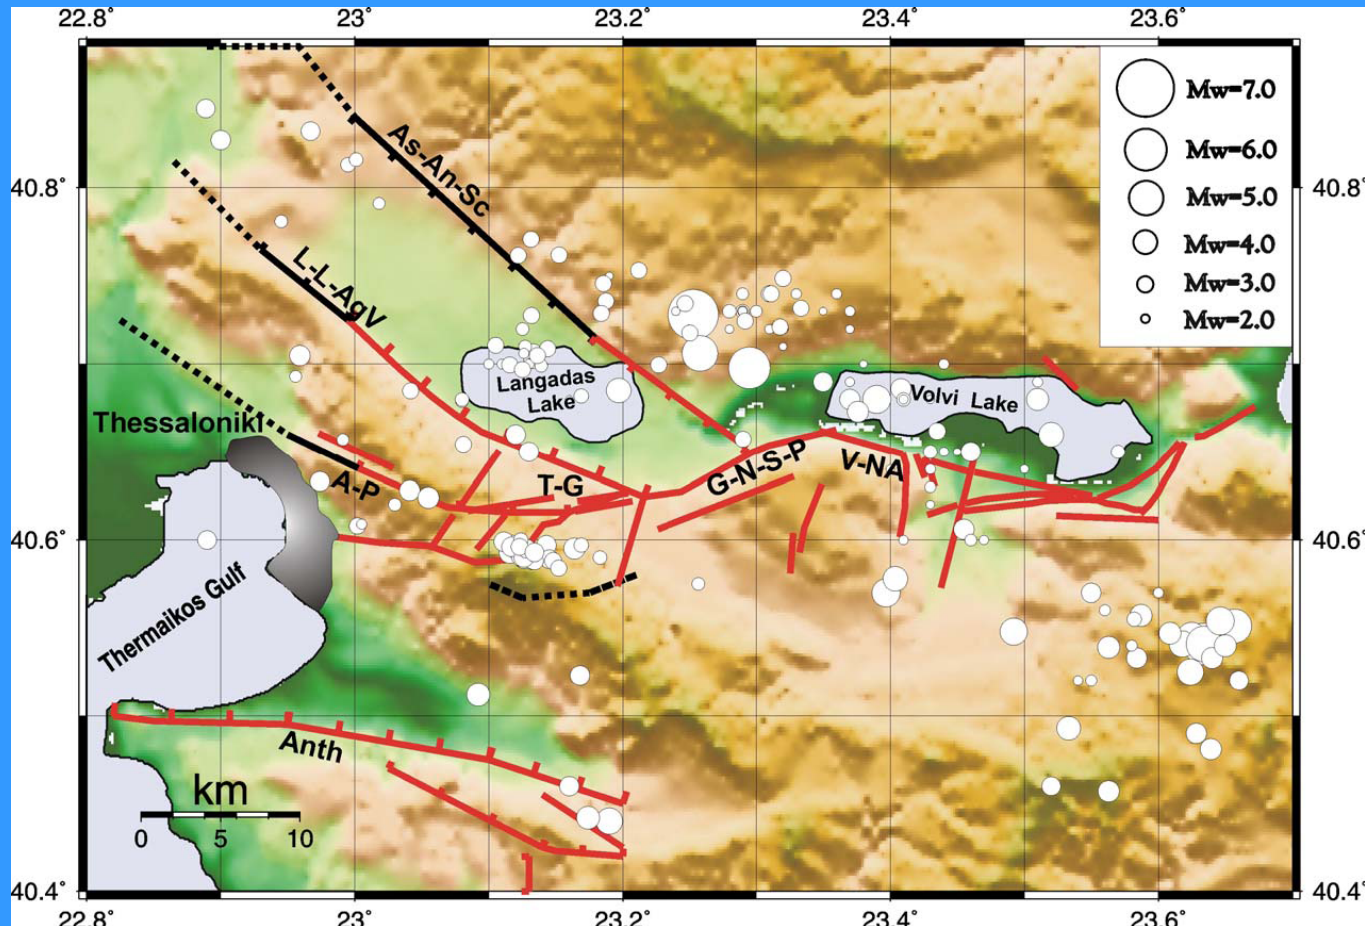 22.8° 23° 23.2° 23.4° 23.6°
Mw=7.0
Mw=6.0
Mw=5.0
Mw=4.0
Mw=3.0
Mw=2.0
40.8° 40.8°
As-An-Sc
L-L-AgV
Langadas
Lake
Volvi Lake
Thessaloniki
A-P
T-G
G-N-S-P
V-NA
40.6° 40.6°
Thermaikos Gulf
Anth
km
0 5 10
40.4° 40.4°
22.8° 23° 23.2° 23.4° 23.6°